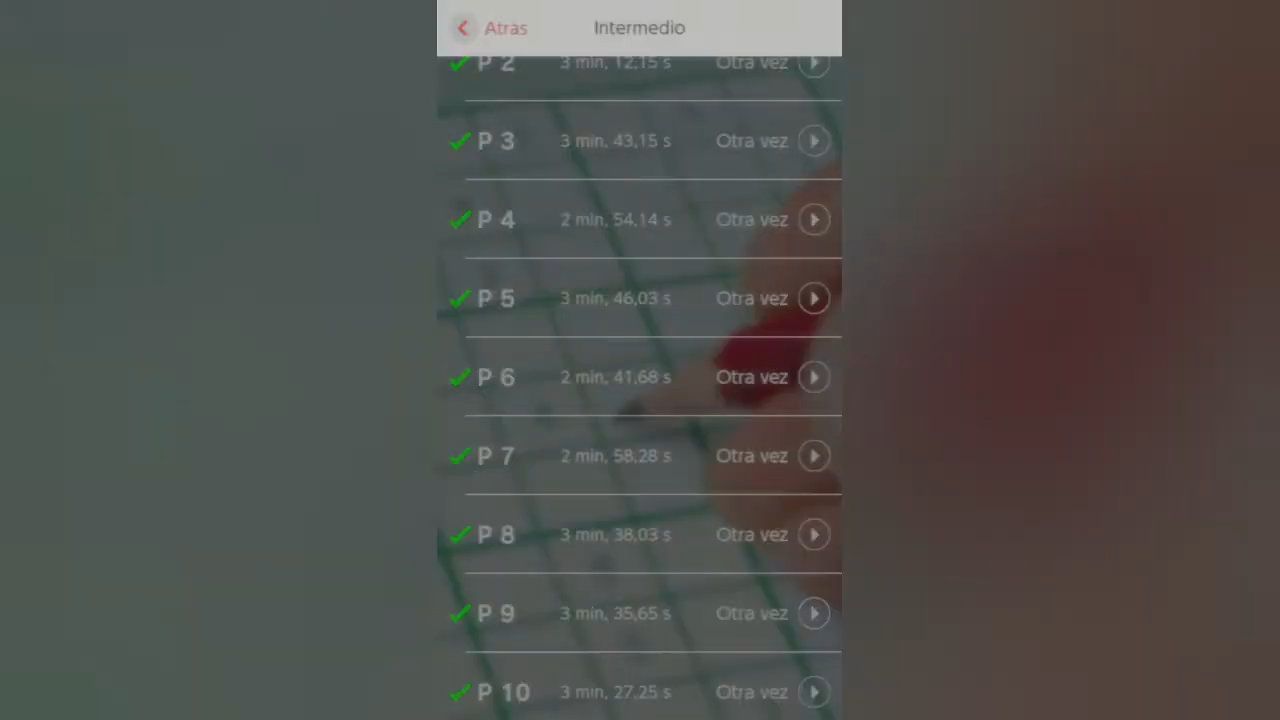 Atras Intermedio
P 2 3 min, 12,15 s Otra vez
P 3 3 min, 43,15 s Otra vez
P 4 2 min, 54,14 s Otra vez
P 5 3 min, 46,03 s Otra vez
P 6 2 min, 41,68 s Otra vez
P 7 2 min, 58,28 s Otra vez
P 8 3 min, 38,03 s Otra vez
P 9 3 min, 35,65 s Otra vez
P 10 3 min, 27,25 s Otra vez